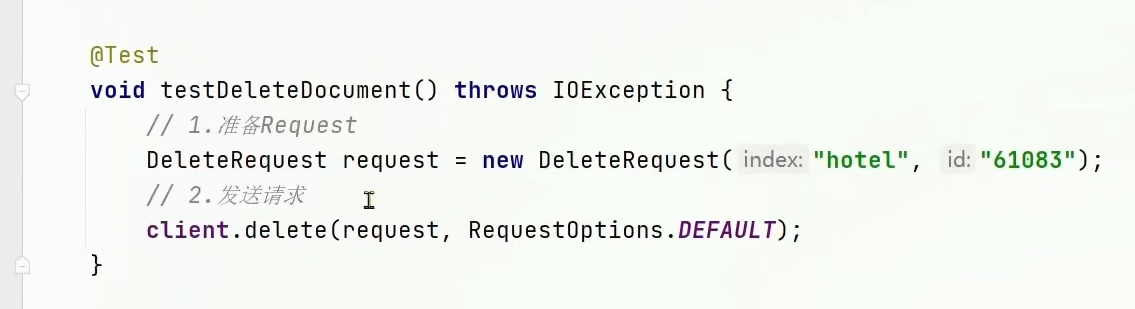 @Test
void testDeleteDocument() throws IOException {
// 1.准备Request
DeleteRequest request = new DeleteRequest( index: "hotel", id: "61083");
// 2.发送请求
client.delete(request, RequestOptions.DEFAULT);
}